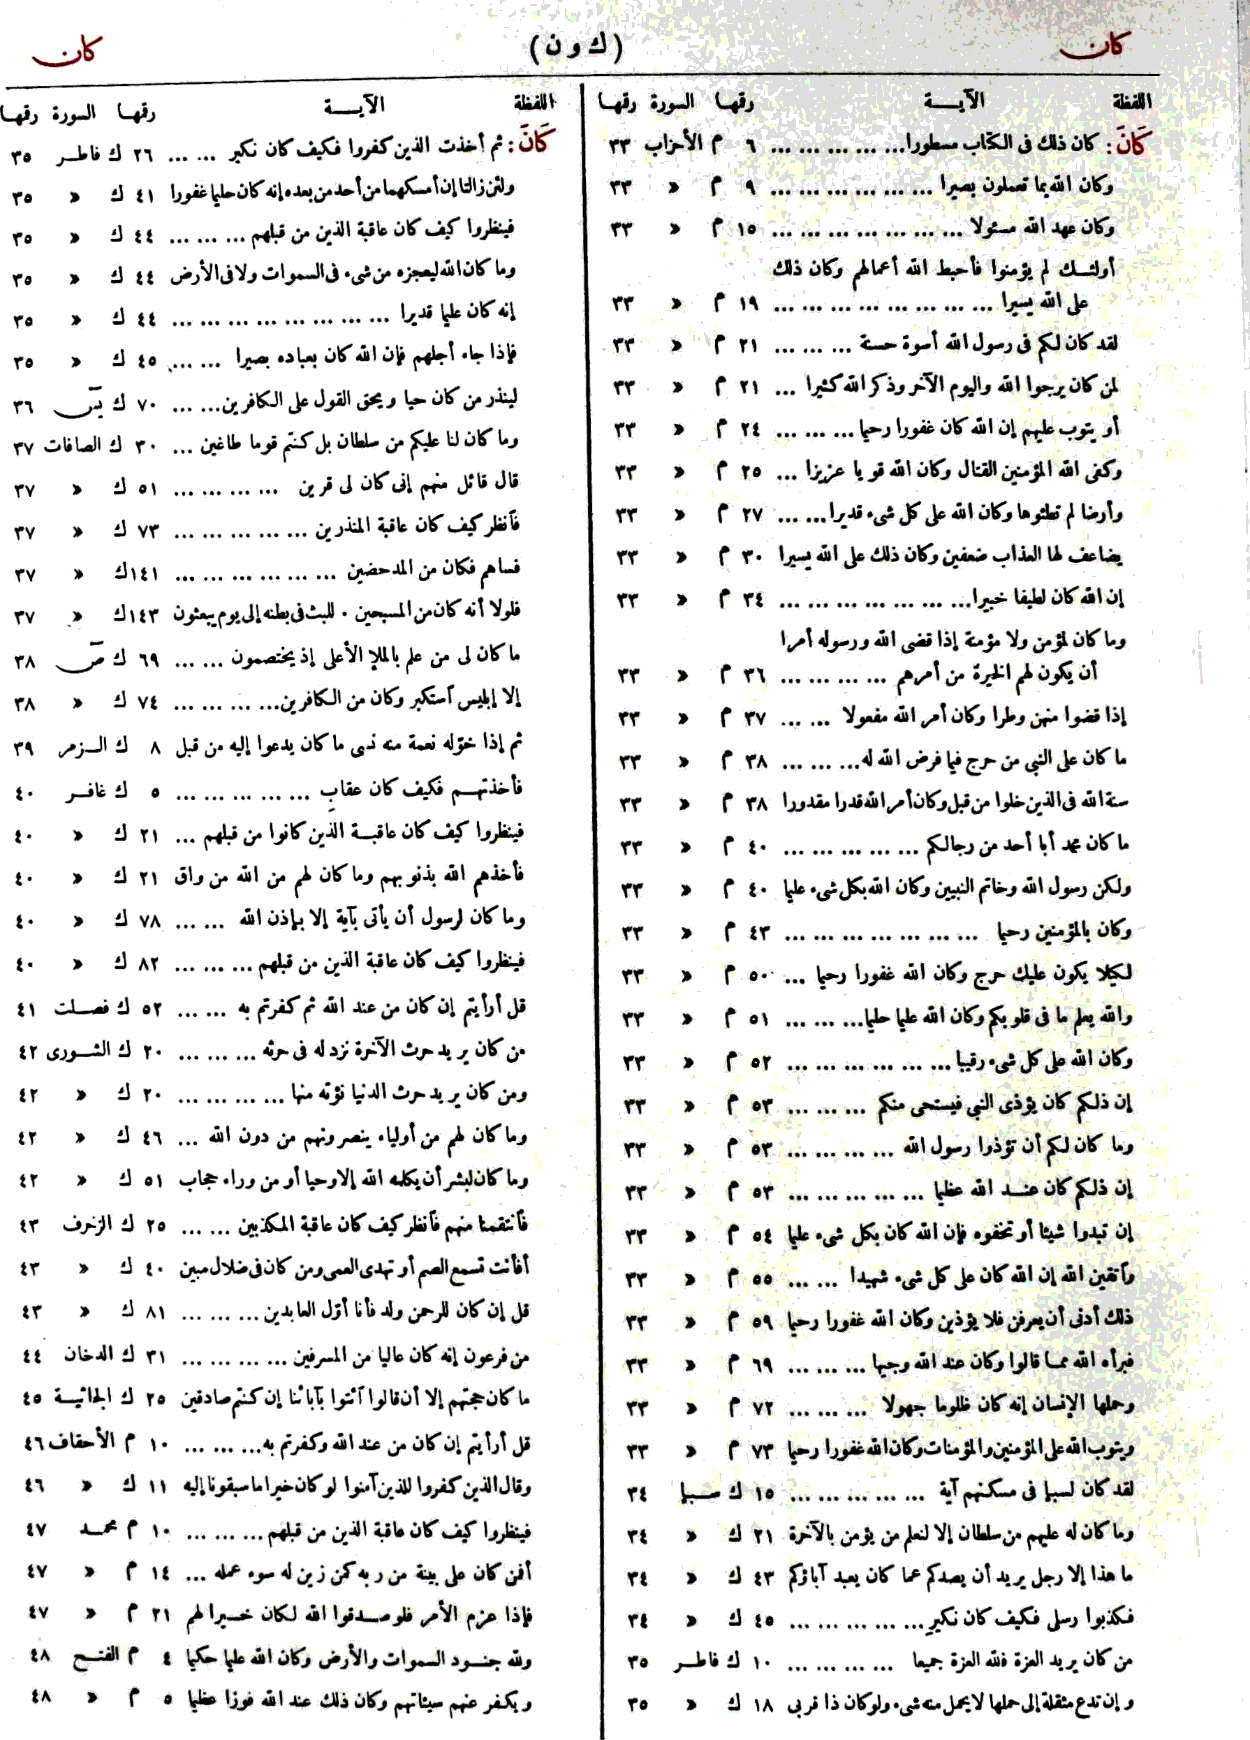 كان (ك ون) كان
اللفظة الآيــة رقها السورة رقها
كَانَ: كان ذلك فى الكتاب مسطورا... ... ... ... ... ٦ م الأحزاب ٣٣
وكان الله بما تعملون بصيرا ... ... ... ... ... ... ٩ م « ٣٣
وكان عهد الله مسئولا ... ... ... ... ... ... ... ١٥ م « ٣٣
أولئـك لم يؤمنوا فأحبط الله أعمالهم وكان ذلك
على الله يسيرا ... ... ... ... ... ... ... ... ١٩ م « ٣٣
لقد كان لكم فى رسول الله أسوة حسنة ... ... ... ٢١ م « ٣٣
لمن كان يرجوا الله واليوم الآخر وذكر الله كثيرا ... ٢١ م « ٣٣
أو يتوب عليهم إن الله كان غفورا رحيما ... ... ... ٢٤ م « ٣٣
وكفى الله المؤمنين القتال وكان الله قويا عزيزا ... ٢٥ م « ٣٣
وأرضا لم تطئوها وكان الله على كل شىء قديرا... ... ٢٧ م « ٣٣
يضاعف لها العذاب ضعفين وكان ذلك على الله يسيرا ٣٠ م « ٣٣
إن الله كان لطيفا خبيرا... ... ... ... ... ... ... ٣٤ م « ٣٣
وما كان لمؤمن ولا مؤمنة إذا قضى الله ورسوله أمرا
أن يكون لهم الخيرة من أمرهم ... ... ... ... ٣٦ م « ٣٣
إذا قضوا منهن وطرا وكان أمر الله مفعولا ... ... ٣٧ م « ٣٣
ما كان على النبى من حرج فيما فرض الله له... ... ... ٣٨ م « ٣٣
سنة الله فى الذين خلوا من قبل وكان أمر الله قدرا مقدورا ٣٨ م « ٣٣
ما كان محمد أبا أحد من رجالكم ... ... ... ... ... ٤٠ م « ٣٣
ولكن رسول الله وخاتم النبيين وكان الله بكل شىء عليما ٤٠ م « ٣٣
وكان بالمؤمنين رحيما ... ... ... ... ... ... ... ٤٣ م « ٣٣
لكيلا يكون عليك حرج وكان الله غفورا رحيما ... ٥٠ م « ٣٣
والله يعلم ما فى قلوبكم وكان الله عليما حليما... ... ... ٥١ م « ٣٣
وكان الله على كل شىء رقيبا ... ... ... ... ... ... ٥٢ م « ٣٣
إن ذلكم كان يؤذى النبى فيستحى منكم ... ... ... ٥٣ م « ٣٣
وما كان لكم أن تؤذوا رسول الله ... ... ... ... ٥٣ م « ٣٣
إن ذلكم كان عنـد الله عظيما ... ... ... ... ... ٥٣ م « ٣٣
إن تبدوا شيئا أو تخفوه فإن الله كان بكل شىء عليما ٥٤ م « ٣٣
وٱتقين الله إن الله كان على كل شىء شهيدا ... ... ٥٥ م « ٣٣
ذلك أدنى أن يعرفن فلا يؤذين وكان الله غفورا رحيما ٥٩ م « ٣٣
فبرأه الله مما قالوا وكان عند الله وجيها ... ... ... ٦٩ م « ٣٣
وحملها الإنسان إنه كان ظلوما جهولا ... ... ... ٧٢ م « ٣٣
ويتوب الله على المؤمنين والمؤمنات وكان الله غفورا رحيما ٧٣ م « ٣٣
لقد كان لسبإ فى مسكنهم آية ... ... ... ... ... ١٥ ك سـبإ ٣٤
وما كان له عليهم من سلطان إلا لنعلم من يؤمن بالآخرة ٢١ ك « ٣٤
ما هذا إلا رجل يريد أن يصدكم عما كان يعبد آباؤكم ٤٣ ك « ٣٤
فكذبوا رسلى فكيف كان نكيرِ ... ... ... ... ... ٤٥ ك « ٣٤
من كان يريد العزة فلله العزة جميعا ... ... ... ... ١٠ ك فاطـر ٣٥
وإن تدع مثقلة إلى حملها لا يحمل منه شىء ولو كان ذا قربى ١٨ ك « ٣٥
اللفظة الآيــة رقها السورة رقها
كَانَ: ثم أخذت الذين كفروا فكيف كان نكير ... ... ٢٦ ك فاطـر ٣٥
ولئن زالتا إن أمسكهما من أحد من بعده إنه كان حليما غفورا ٤١ ك « ٣٥
فينظروا كيف كان عاقبة الذين من قبلهم ... ... ... ٤٤ ك « ٣٥
وما كان الله ليعجزه من شىء فى السموات ولا فى الأرض ٤٤ ك « ٣٥
إنه كان عليما قديرا ... ... ... ... ... ... ... ... ٤٤ ك « ٣٥
فإذا جاء أجلهم فإن الله كان بعباده بصيرا ... ... ٤٥ ك « ٣٥
لينذر من كان حيا ويحق القول على الكافرين... ... ٧٠ ك يسٓ ٣٦
وما كان لنا عليكم من سلطان بل كنتم قوما طاغين ... ٣٠ ك الصافات ٣٧
قال قائل منهم إنى كان لى قرين ... ... ... ... ٥١ ك « ٣٧
فٱنظر كيف كان عاقبة المنذرين ... ... ... ... ... ٧٣ ك « ٣٧
فساهم فكان من المدحضين ... ... ... ... ... ... ١٤١ك « ٣٧
فلولا أنه كان من المسبحين . للبث فى بطنه إلى يوم يبعثون ١٤٣ك « ٣٧
ما كان لى من علم بالملإ الأعلى إذ يختصمون ... ... ٦٩ ك صٓ ٣٨
إلا إبليس ٱستكبر وكان من الكافرين... ... ... ... ٧٤ ك « ٣٨
ثم إذا خوّله نعمة منه نسى ما كان يدعوا إليه من قبل ٨ ك الـزمر ٣٩
فأخذتهـم فكيف كان عقابِ ... ... ... ... ... ٥ ك غافـر ٤٠
فينظروا كيف كان عاقبـة الذين كانوا من قبلهم ... ٢١ ك « ٤٠
فأخذهم الله بذنوبهم وما كان لهم من الله من واق ٢١ ك « ٤٠
وما كان لرسول أن يأتى بآية إلا بإذن الله ... ... ٧٨ ك « ٤٠
فينظروا كيف كان عاقبة الذين من قبلهم ... ... ... ٨٢ ك « ٤٠
قل أرأيتم إن كان من عند الله ثم كفرتم به ... ... ٥٢ ك فصـلت ٤١
من كان يريد حرث الآخرة نزد له فى حرثه ... ... ... ٢٠ ك الشورى ٤٢
ومن كان يريد حرث الدنيا نؤته منها ... ... ... ... ٢٠ ك « ٤٢
وما كان لهم من أولياء ينصرونهم من دون الله ... ٤٦ ك « ٤٢
وما كان لبشر أن يكلمه الله إلا وحيا أو من وراء حجاب ٥١ ك « ٤٢
فٱنتقمنا منهم فٱنظر كيف كان عاقبة المكذبين ... ... ٢٥ ك الزخرف ٤٣
أفأنت تسمع الصم أو تهدى العمى ومن كان فى ضلال مبين ٤٠ ك « ٤٣
قل إن كان للرحمن ولد فأنا أوّل العابدين ... ... ... ٨١ ك « ٤٣
من فرعون إنه كان عاليا من المسرفين ... ... ... ... ٣١ ك الدخان ٤٤
ما كان حجتهم إلا أن قالوا ٱئتوا بآبائنا إن كنتم صادقين ٢٥ ك الجاثيـة ٤٥
قل أرأيتم إن كان من عند الله وكفرتم به... ... ... ١٠ م الأحقاف ٤٦
وقال الذين كفروا للذين آمنوا لو كان خيرا ما سبقونا إليه ١١ ك « ٤٦
فينظروا كيف كان عاقبة الذين من قبلهم ... ... ... ١٠ م محمـد ٤٧
أفمن كان على بينة من ربه كمن زين له سوء عمله ... ١٤ م « ٤٧
فإذا عزم الأمر فلو صـدقوا الله لكان خـيرا لهم ٢١ م « ٤٧
ولله جنـود السموات والأرض وكان الله عليما حكيما ٤ م الفتـح ٤٨
ويكفر عنهم سيئاتهم وكان ذلك عند الله فوزا عظيما ٥ م « ٤٨